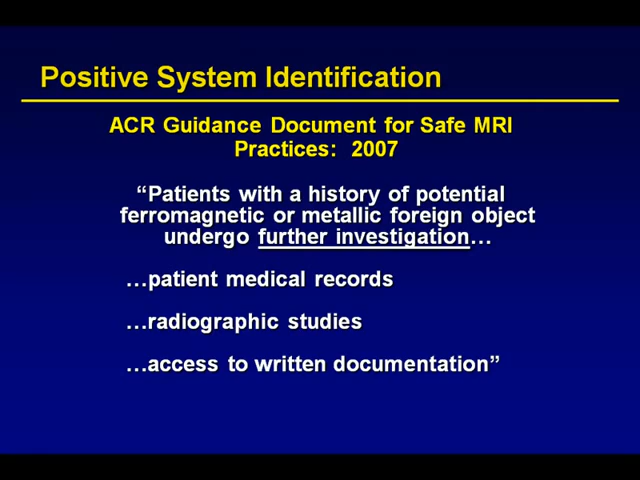 Positive System Identification
ACR Guidance Document for Safe MRI
Practices: 2007
“Patients with a history of potential
ferromagnetic or metallic foreign object
undergo further investigation…
…patient medical records
…radiographic studies
…access to written documentation”